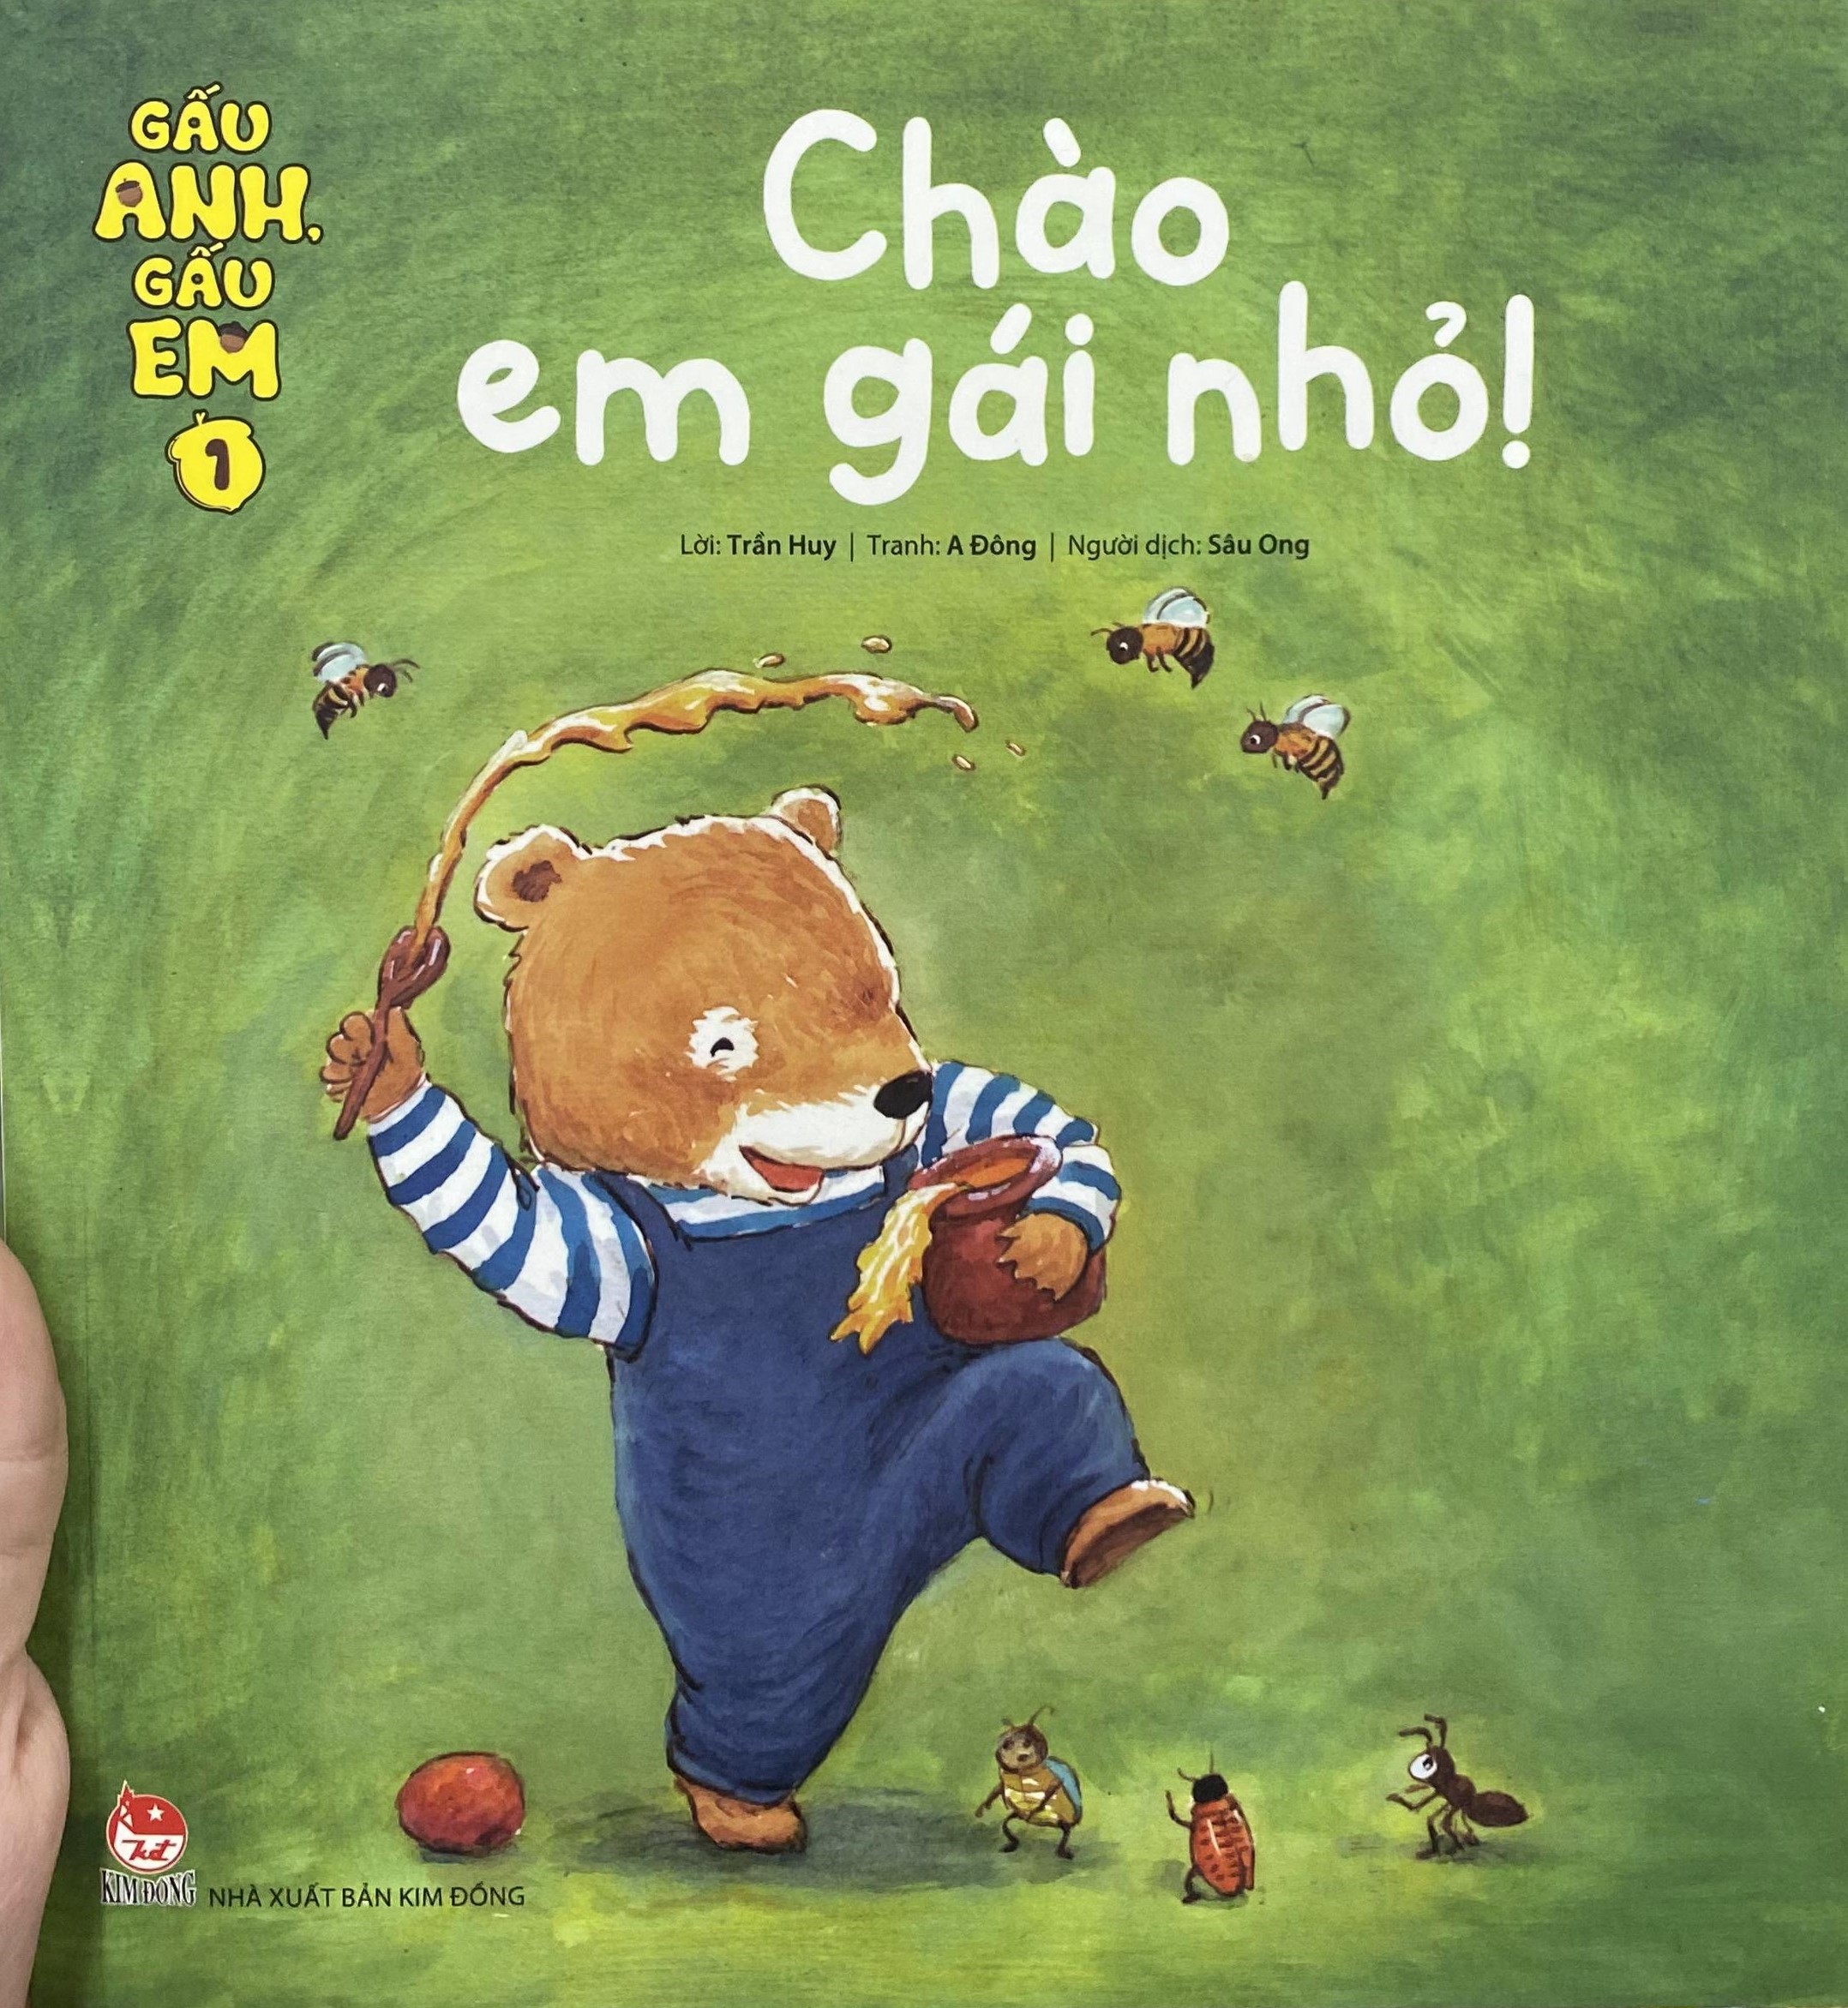 GẤU
ANH,
GẤU
EM
1
Chào
em gái nhỏ!
Lời: Trần Huy | Tranh: A Đông | Người dịch: Sâu Ong
Kđ
KIM ĐỒNG
NHÀ XUẤT BẢN KIM ĐỒNG